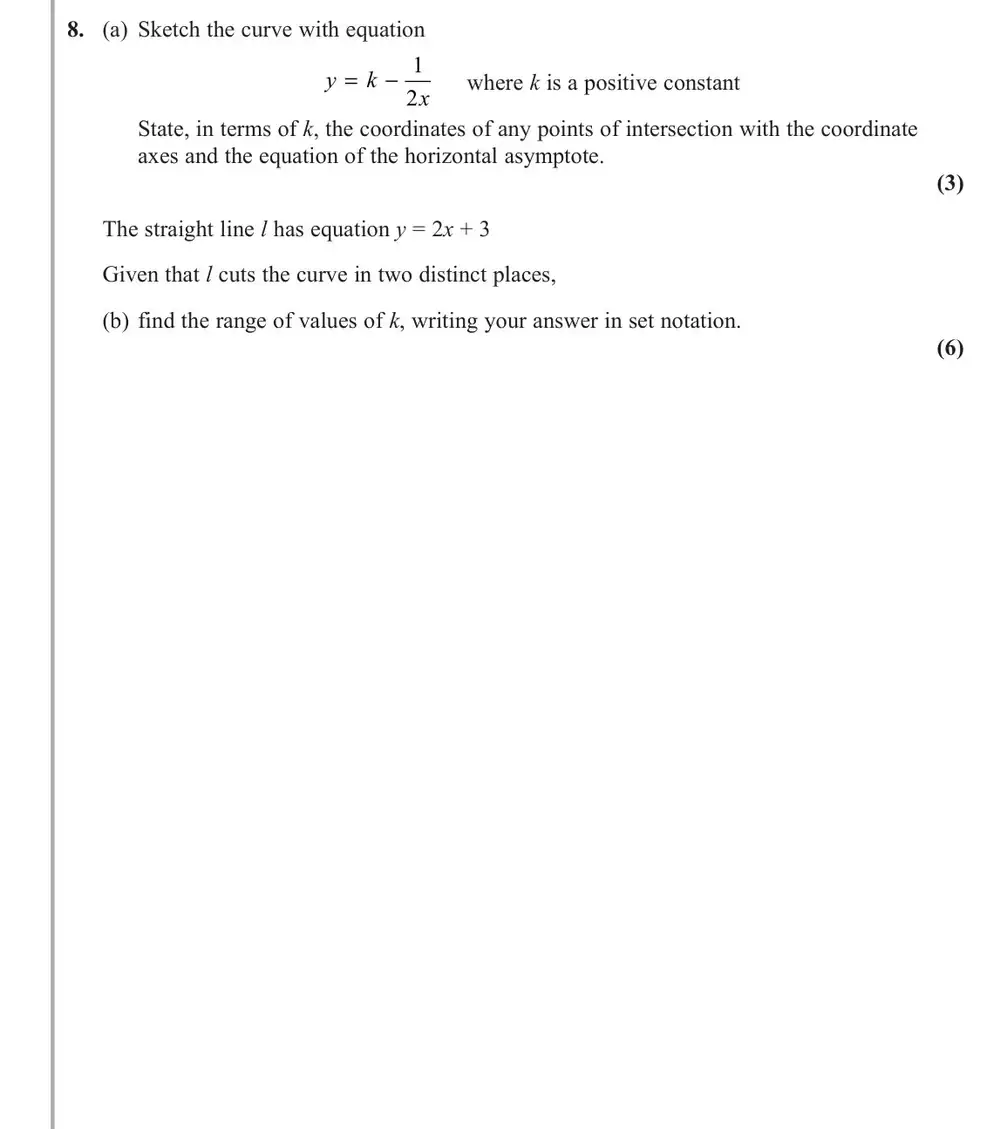 8. (a) Sketch the curve with equation
y = k − 1/2x where k is a positive constant
State, in terms of k, the coordinates of any points of intersection with the coordinate
axes and the equation of the horizontal asymptote.
(3)
The straight line l has equation y = 2x + 3
Given that l cuts the curve in two distinct places,
(b) find the range of values of k, writing your answer in set notation.
(6)